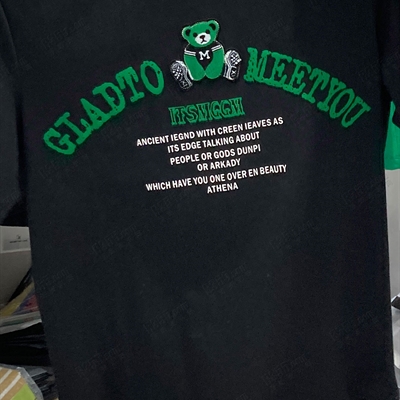 M
GLADTO MEETYOU
ITSMGGM
ANCIENT IEGND WITH CREEN IEAVES AS
ITS EDGE TALKING ABOUT
PEOPLE OR GODS DUNPI
OR ARKADY
WHICH HAVE YOU ONE OVER EN BEAUTY
ATHENA